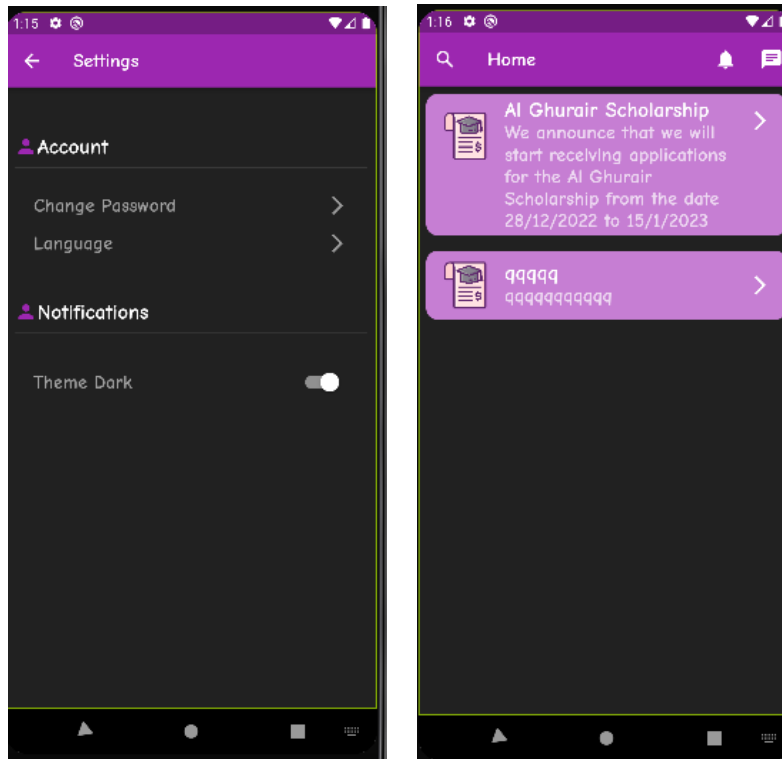 1:15
Settings
Account
Change Password
Language
Notifications
Theme Dark
1:16
Home
Al Ghurair Scholarship
We announce that we will
start receiving applications
for the Al Ghurair
Scholarship from the date
28/12/2022 to 15/1/2023
qqqqq
qqqqqqqqqqq